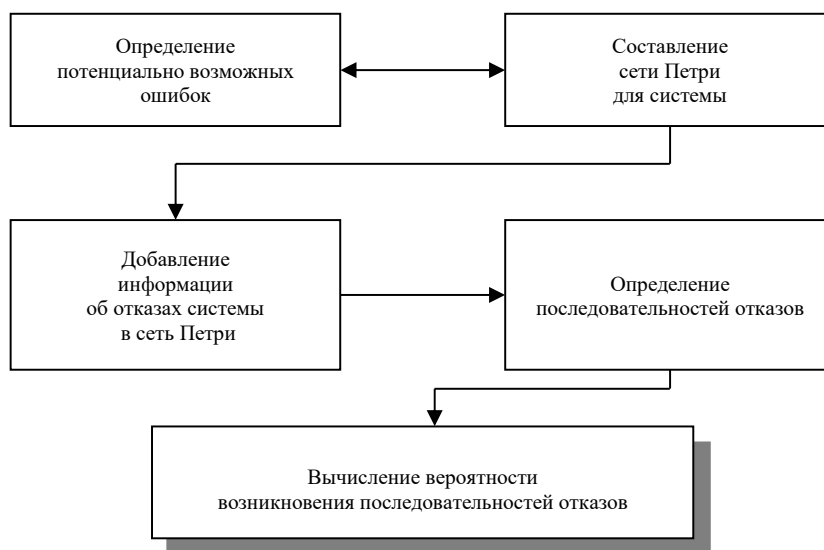 Определение
потенциально возможных
ошибок
Составление
сети Петри
для системы
Добавление
информации
об отказах системы
в сеть Петри
Определение
последовательностей отказов
Вычисление вероятности
возникновения последовательностей отказов